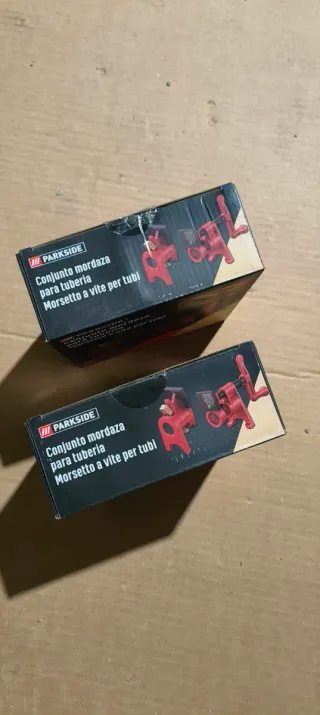 PARKSIDE
Conjunto mordaza
para tubería
Morsetto a vite per tubi
PARKSIDE
Conjunto mordaza
para tubería
Morsetto a vite per tubi